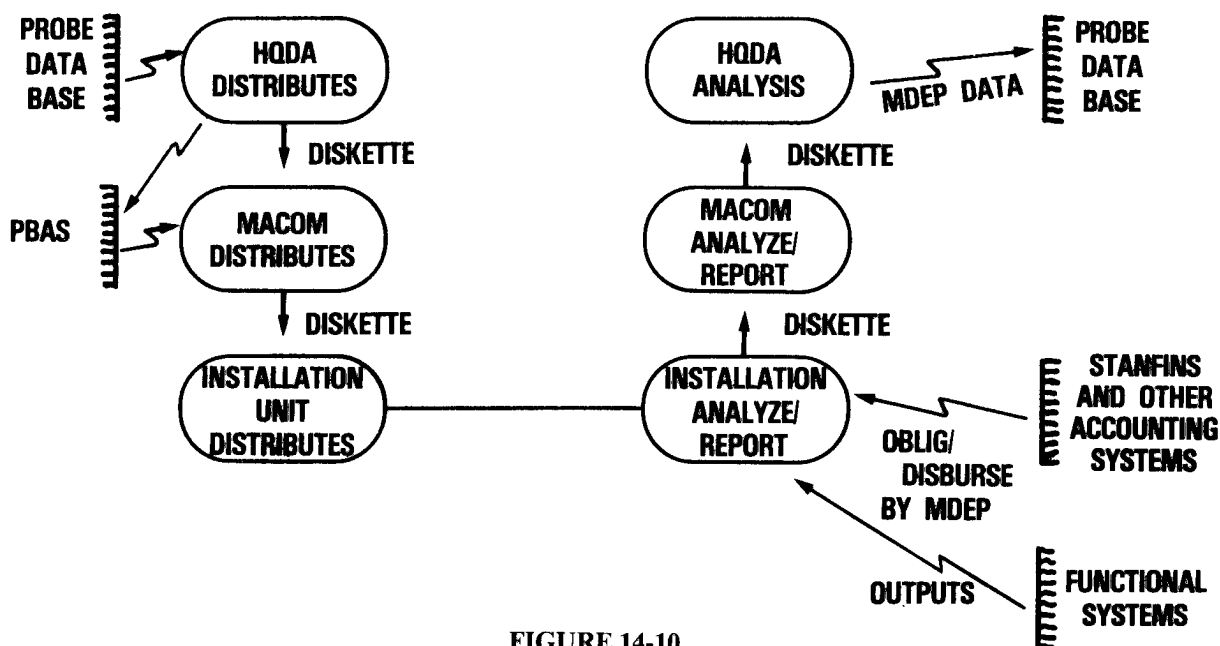 PROBE
DATA
BASE
HQDA
DISTRIBUTES
DISKETTE
PBAS
MACOM
DISTRIBUTES
DISKETTE
INSTALLATION
UNIT
DISTRIBUTES
HQDA
ANALYSIS
MDEP DATA
PROBE
DATA
BASE
DISKETTE
MACOM
ANALYZE/
REPORT
DISKETTE
INSTALLATION
ANALYZE/
REPORT
STANFINS
AND OTHER
ACCOUNTING
SYSTEMS
OBLIG/
DISBURSE
BY MDEP
OUTPUTS
FUNCTIONAL
SYSTEMS
FIGURE 14-10